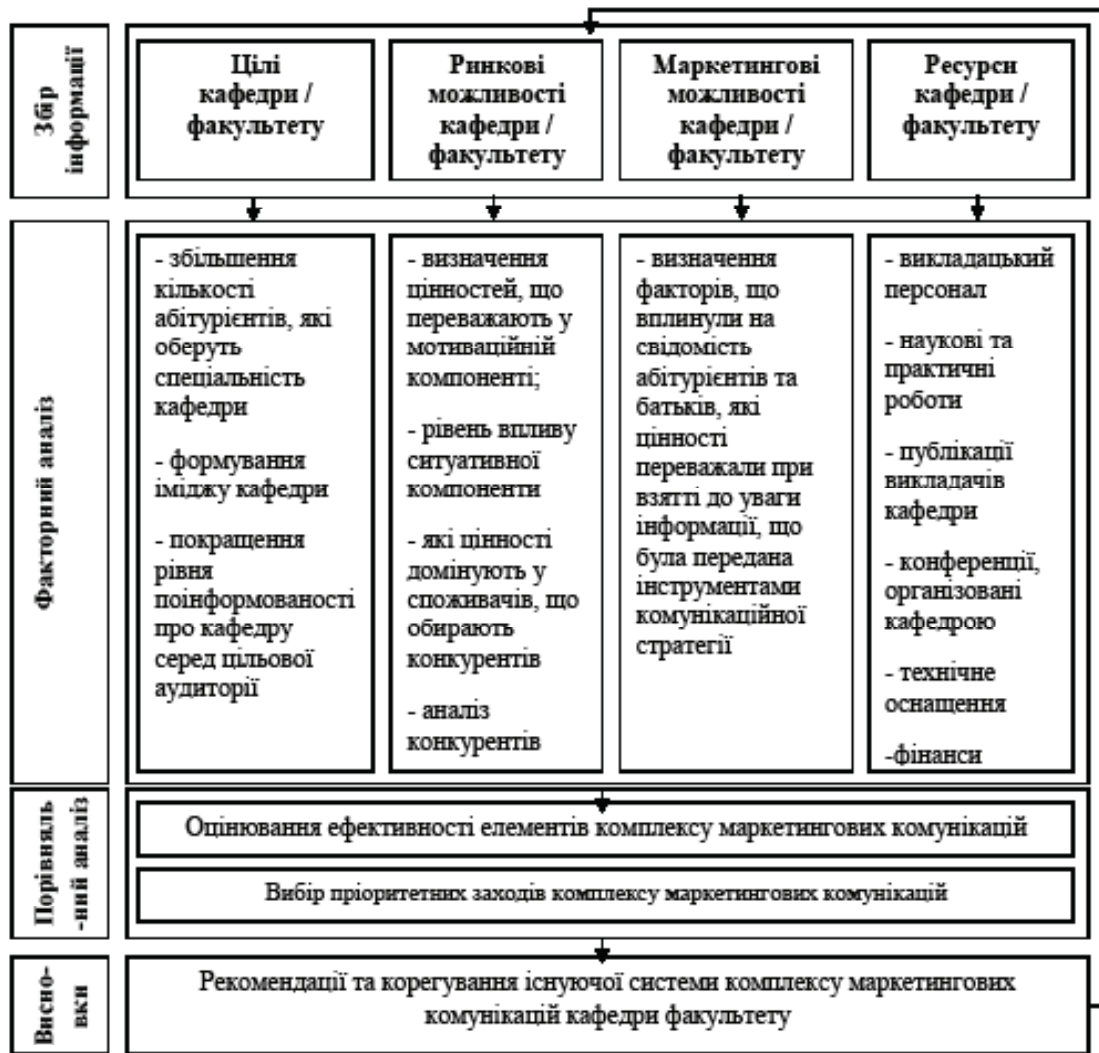 Збір
інформації
Цілі
кафедри /
факультету
Ринкові
можливості
кафедри /
факультету
Маркетингові
можливості
кафедри /
факультету
Ресурси
кафедри /
факультету
Факторний аналіз
- збільшення
кількості
абітурієнтів, які
оберуть
спеціальність
кафедри
- формування
іміджу кафедри
- покращення
рівня
поінформованості
про кафедру
серед цільової
аудиторії
- визначення
цінностей, що
переважають у
мотиваційній
компоненті;
- рівень впливу
ситуативної
компоненти
- які цінності
домінують у
споживачів, що
обирають
конкурентів
- аналіз
конкурентів
- визначення
факторів, що
вплинули на
свідомість
абітурієнтів та
батьків, які
цінності
переважали при
взятті до уваги
інформації, що
була передана
інструментами
комунікаційної
стратегії
- викладацький
персонал
- наукові та
практичні
роботи
- публікації
викладачів
кафедри
- конференції,
організовані
кафедрою
- технічне
оснащення
-фінанси
Порівняль
-ний аналіз
Оцінювання ефективності елементів комплексу маркетингових комунікацій
Вибір пріоритетних заходів комплексу маркетингових комунікацій
Висно-
вки
Рекомендації та корегування існуючої системи комплексу маркетингових
комунікацій кафедри факультету